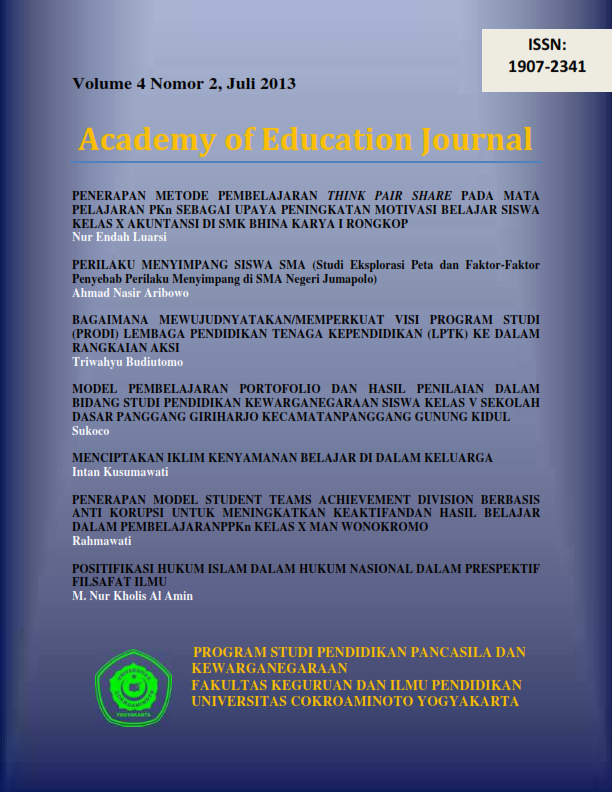 ISSN:
1907-2341
Volume 4 Nomor 2, Juli 2013
Academy of Education Journal
PENERAPAN METODE PEMBELAJARAN THINK PAIR SHARE PADA MATA
PELAJARAN PKn SEBAGAI UPAYA PENINGKATAN MOTIVASI BELAJAR SISWA
KELAS X AKUNTANSI DI SMK BHINA KARYA I RONGKOP
Nur Endah Luarsi
PERILAKU MENYIMPANG SISWA SMA (Studi Eksplorasi Peta dan Faktor-Faktor
Penyebab Perilaku Menyimpang di SMA Negeri Jumapolo)
Ahmad Nasir Aribowo
BAGAIMANA MEWUJUDNYATAKAN/MEMPERKUAT VISI PROGRAM STUDI
(PRODI) LEMBAGA PENDIDIKAN TENAGA KEPENDIDIKAN (LPTK) KE DALAM
RANGKAIAN AKSI
Triwahyu Budiutomo
MODEL PEMBELAJARAN PORTOFOLIO DAN HASIL PENILAIAN DALAM
BIDANG STUDI PENDIDIKAN KEWARGANEGARAAN SISWA KELAS V SEKOLAH
DASAR PANGGANG GIRIHARJO KECAMATANPANGGANG GUNUNG KIDUL
Sukoco
MENCIPTAKAN IKLIM KENYAMANAN BELAJAR DI DALAM KELUARGA
Intan Kusumawati
PENERAPAN MODEL STUDENT TEAMS ACHIEVEMENT DIVISION BERBASIS
ANTI KORUPSI UNTUK MENINGKATKAN KEAKTIFANDAN HASIL BELAJAR
DALAM PEMBELAJARANPPKn KELAS X MAN WONOKROMO
Rahmawati
POSITIFIKASI HUKUM ISLAM DALAM HUKUM NASIONAL DALAM PRESPEKTIF
FILSAFAT ILMU
M. Nur Kholis Al Amin
PROGRAM STUDI PENDIDIKAN PANCASILA DAN
KEWARGANEGARAAN
FAKULTAS KEGURUAN DAN ILMU PENDIDIKAN
UNIVERSITAS COKROAMINOTO YOGYAKARTA
UNIVERSITAS
COKROAMINOTO
YOGYAKARTA